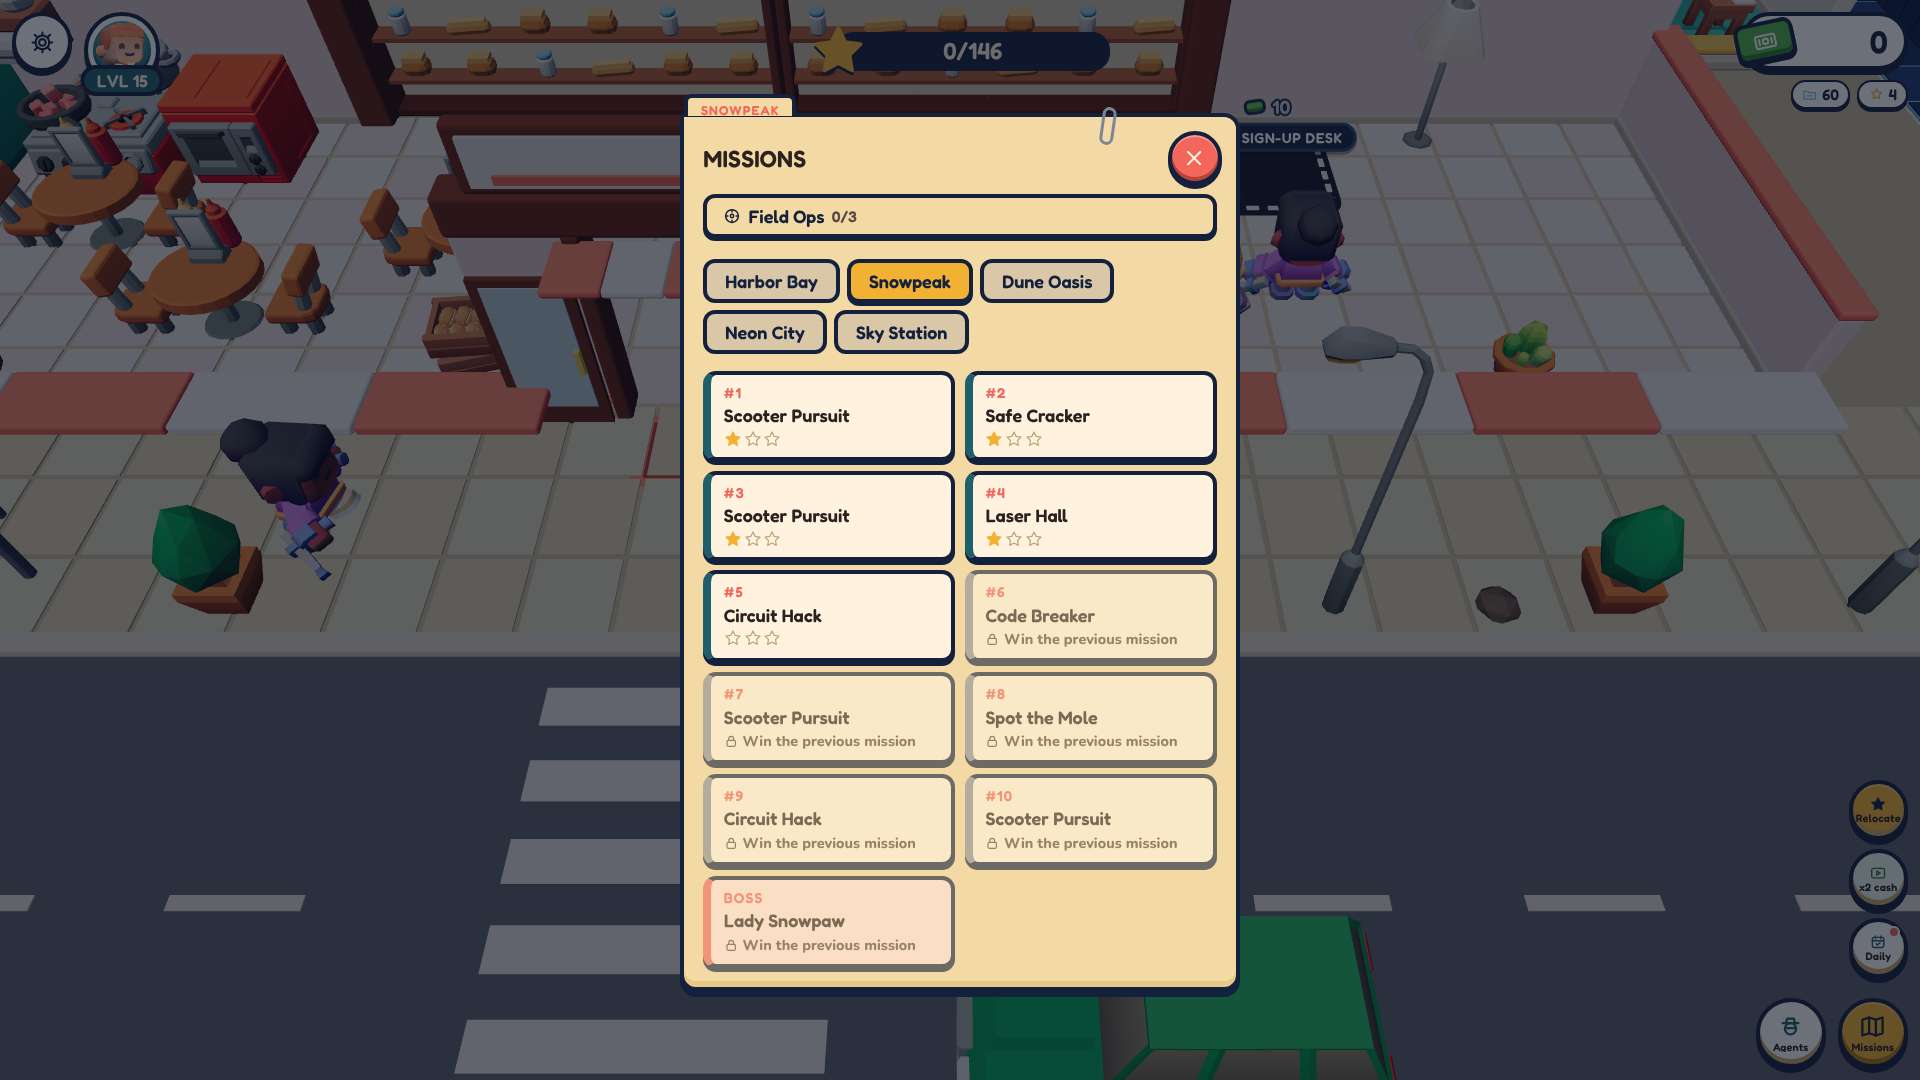 LVL 15
0/146
0
60
4
10
SIGN-UP DESK
SNOWPEAK
MISSIONS
Field Ops 0/3
Harbor Bay
Snowpeak
Dune Oasis
Neon City
Sky Station
#1
Scooter Pursuit
#2
Safe Cracker
#3
Scooter Pursuit
#4
Laser Hall
#5
Circuit Hack
#6
Code Breaker
Win the previous mission
#7
Scooter Pursuit
Win the previous mission
#8
Spot the Mole
Win the previous mission
#9
Circuit Hack
Win the previous mission
#10
Scooter Pursuit
Win the previous mission
BOSS
Lady Snowpaw
Win the previous mission
Relocate
x2 cash
Daily
Agents
Missions